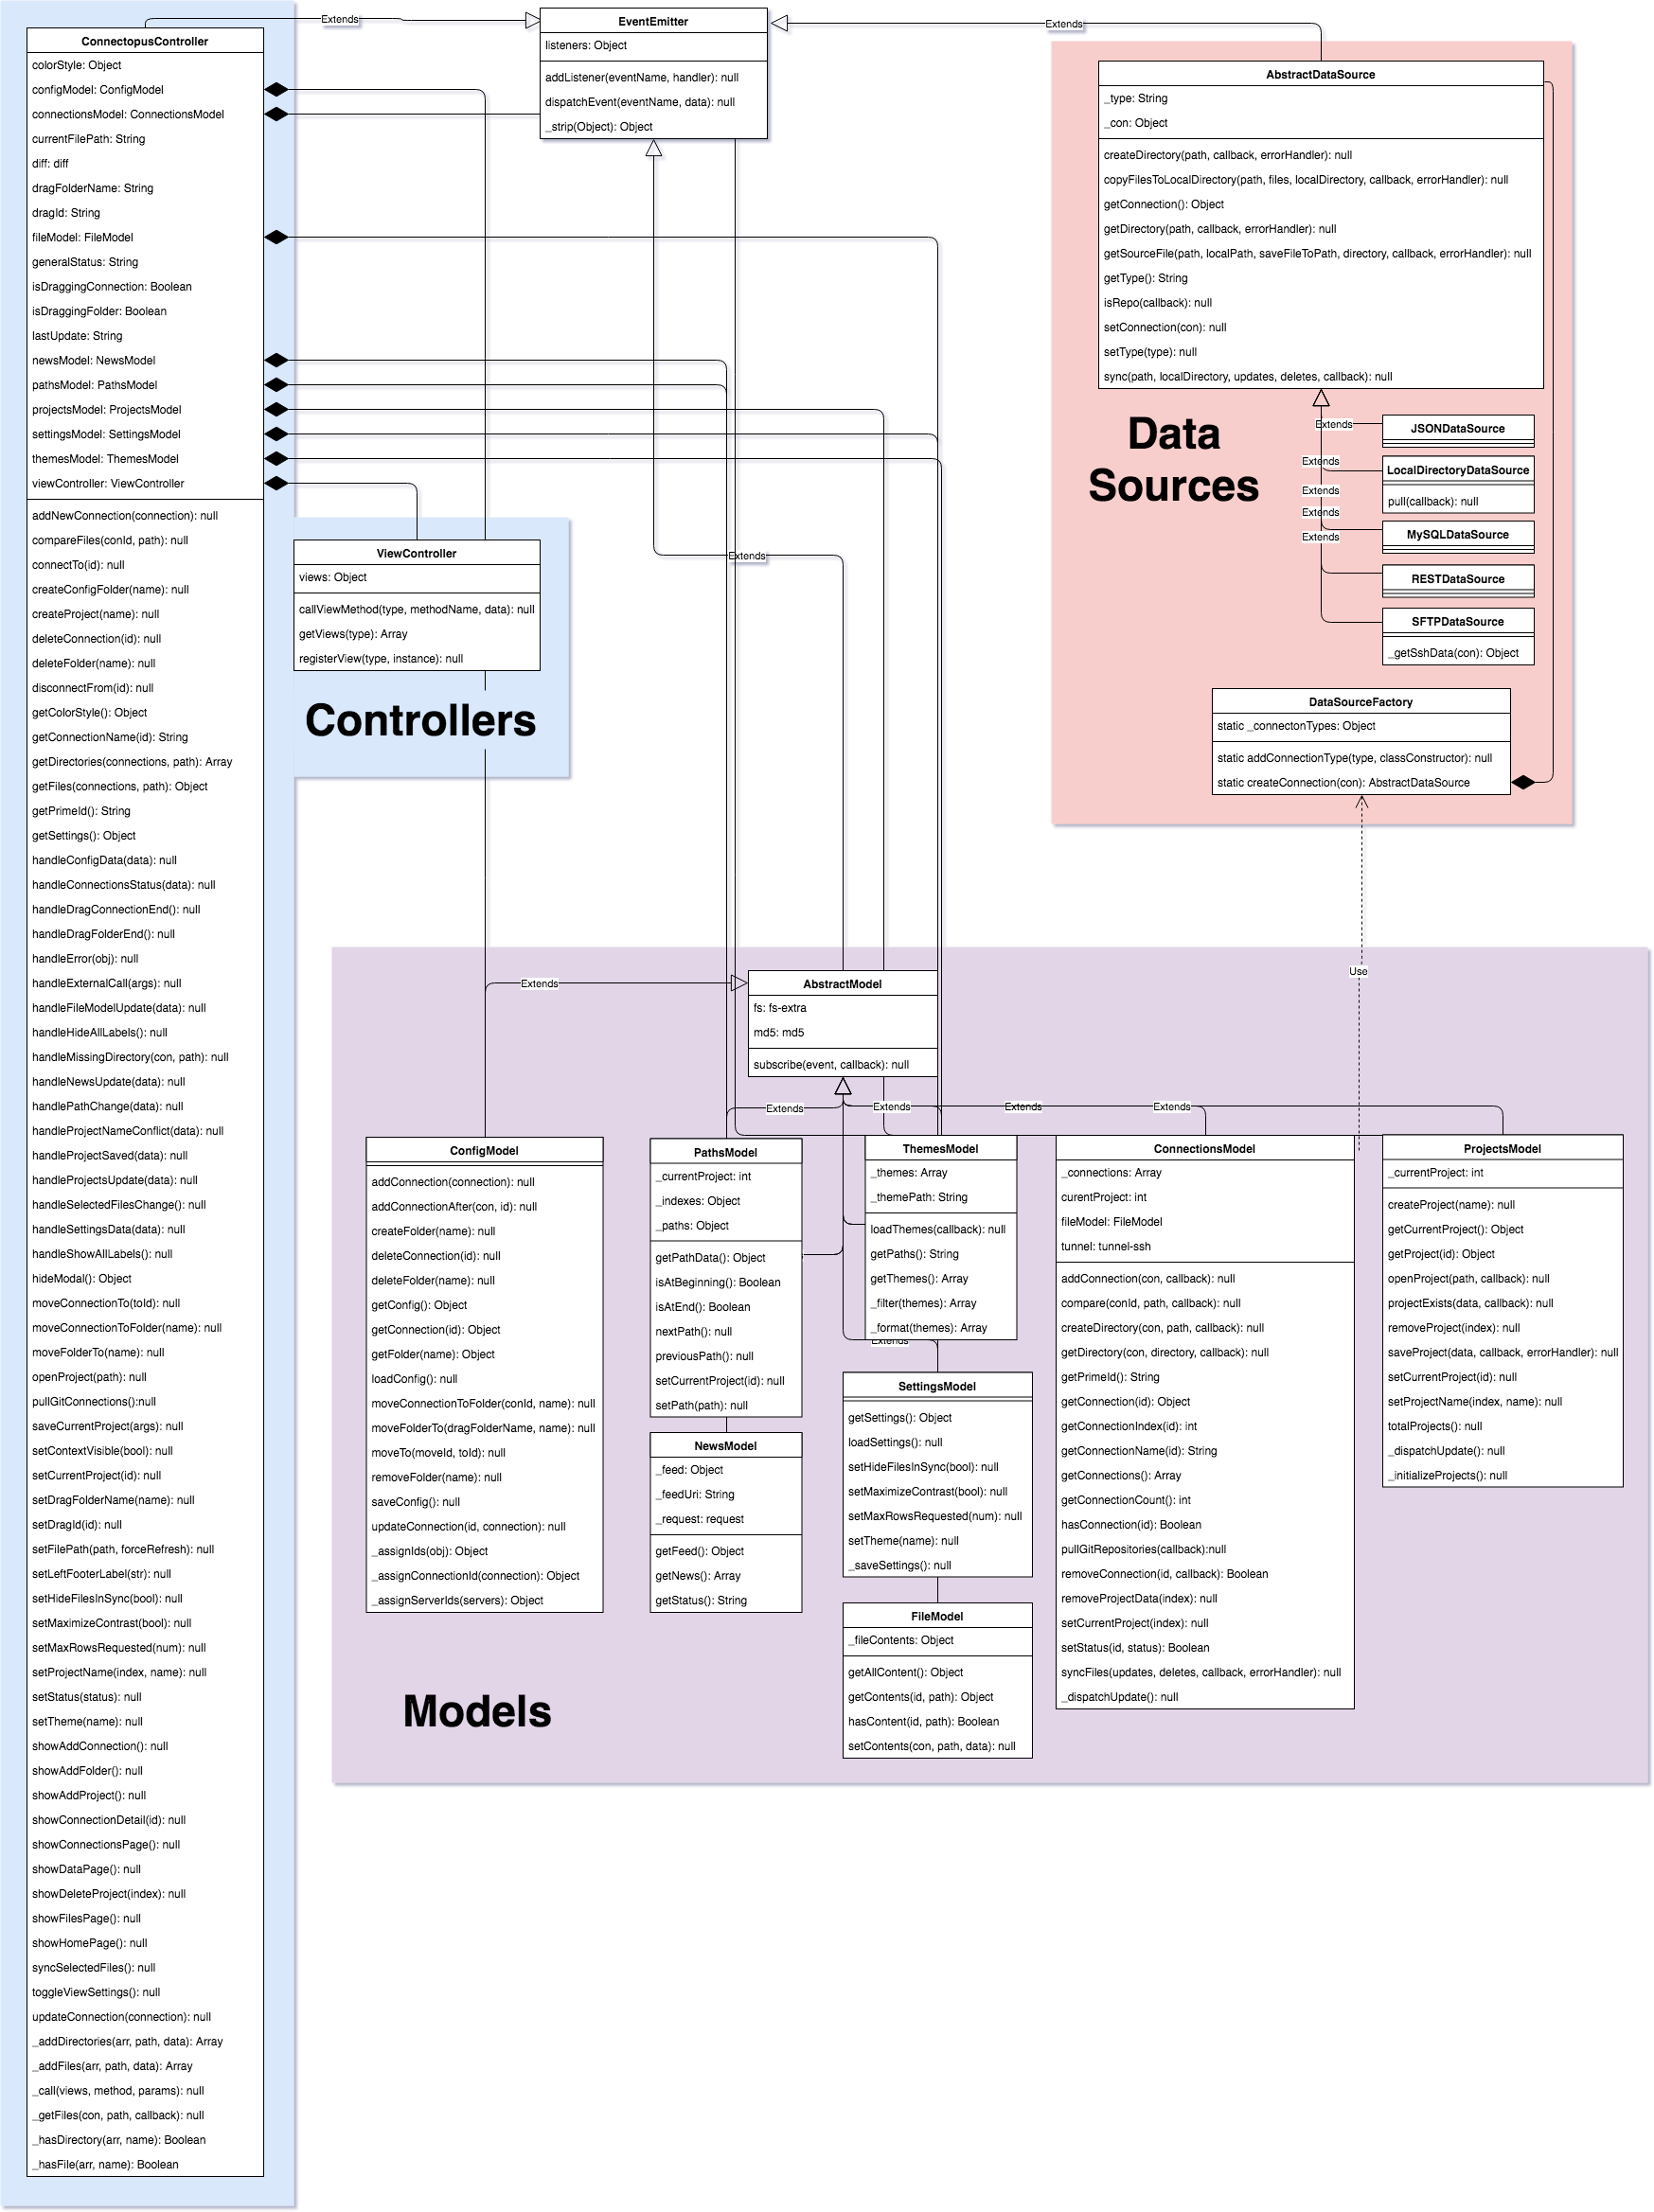 Extends
ConnectopusController
colorStyle: Object
configModel: ConfigModel
connectionsModel: ConnectionsModel
currentFilePath: String
diff: diff
dragFolderName: String
dragId: String
fileModel: FileModel
generalStatus: String
isDraggingConnection: Boolean
isDraggingFolder: Boolean
lastUpdate: String
newsModel: NewsModel
pathsModel: PathsModel
projectsModel: ProjectsModel
settingsModel: SettingsModel
themesModel: ThemesModel
viewController: ViewController
addNewConnection(connection): null
compareFiles(conId, path): null
connectTo(id): null
createConfigFolder(name): null
createProject(name): null
deleteConnection(id): null
deleteFolder(name): null
disconnectFrom(id): null
getColorStyle(): Object
getConnectionName(id): String
getDirectories(connections, path): Array
getFiles(connections, path): Object
getPrimeId(): String
getSettings(): Object
handleConfigData(data): null
handleConnectionsStatus(data): null
handleDragConnectionEnd(): null
handleDragFolderEnd(): null
handleError(obj): null
handleExternalCall(args): null
handleFileModelUpdate(data): null
handleHideAllLabels(): null
handleMissingDirectory(con, path): null
handleNewsUpdate(data): null
handlePathChange(data): null
handleProjectNameConflict(data): null
handleProjectSaved(data): null
handleProjectsUpdate(data): null
handleSelectedFilesChange(): null
handleSettingsData(data): null
handleShowAllLabels(): null
hideModal(): Object
moveConnectionTo(toId): null
moveConnectionToFolder(name): null
moveFolderTo(name): null
openProject(path): null
pullGitConnections():null
saveCurrentProject(args): null
setContextVisible(bool): null
setCurrentProject(id): null
setDragFolderName(name): null
setDragId(id): null
setFilePath(path, forceRefresh): null
setLeftFooterLabel(str): null
setHideFilesInSync(bool): null
setMaximizeContrast(bool): null
setMaxRowsRequested(num): null
setProjectName(index, name): null
setStatus(status): null
setTheme(name): null
showAddConnection(): null
showAddFolder(): null
showAddProject(): null
showConnectionDetail(id): null
showConnectionsPage(): null
showDataPage(): null
showDeleteProject(index): null
showFilesPage(): null
showHomePage(): null
syncSelectedFiles(): null
toggleViewSettings(): null
updateConnection(connection): null
_addDirectories(arr, path, data): Array
_addFiles(arr, path, data): Array
_call(views, method, params): null
_getFiles(con, path, callback): null
_hasDirectory(arr, name): Boolean
_hasFile(arr, name): Boolean
EventEmitter
listeners: Object
addListener(eventName, handler): null
dispatchEvent(eventName, data): null
_strip(Object): Object
Extends
Extends
ViewController
views: Object
callViewMethod(type, methodName, data): null
getViews(type): Array
registerView(type, instance): null
Controllers
AbstractDataSource
_type: String
_con: Object
createDirectory(path, callback, errorHandler): null
copyFilesToLocalDirectory(path, files, localDirectory, callback, errorHandler): null
getConnection(): Object
getDirectory(path, callback, errorHandler): null
getSourceFile(path, localPath, saveFileToPath, directory, callback, errorHandler): null
getType(): String
isRepo(callback): null
setConnection(con): null
setType(type): null
sync(path, localDirectory, updates, deletes, callback): null
Data
Sources
Extends
Extends
Extends
Extends
Extends
JSONDataSource
LocalDirectoryDataSource
pull(callback): null
MySQLDataSource
RESTDataSource
SFTPDataSource
_getSshData(con): Object
DataSourceFactory
static _connectonTypes: Object
static addConnectionType(type, classConstructor): null
static createConnection(con): AbstractDataSource
Use
Extends
AbstractModel
fs: fs-extra
md5: md5
subscribe(event, callback): null
Extends
Extends
Extends
Extends
ConfigModel
addConnection(connection): null
addConnectionAfter(con, id): null
createFolder(name): null
deleteConnection(id): null
deleteFolder(name): null
getConfig(): Object
getConnection(id): Object
getFolder(name): Object
loadConfig(): null
moveConnectionToFolder(conId, name): null
moveFolderTo(dragFolderName, name): null
moveTo(moveId, toId): null
removeFolder(name): null
saveConfig(): null
updateConnection(id, connection): null
_assignIds(obj): Object
_assignConnectionId(connection): Object
_assignServerIds(servers): Object
PathsModel
_currentProject: int
_indexes: Object
_paths: Object
getPathData(): Object
isAtBeginning(): Boolean
isAtEnd(): Boolean
nextPath(): null
previousPath(): null
setCurrentProject(id): null
setPath(path): null
NewsModel
_feed: Object
_feedUri: String
_request: request
getFeed(): Object
getNews(): Array
getStatus(): String
ThemesModel
_themes: Array
_themePath: String
loadThemes(callback): null
getPaths(): String
getThemes(): Array
_filter(themes): Array
_format(themes): Array
Extends
SettingsModel
getSettings(): Object
loadSettings(): null
setHideFilesInSync(bool): null
setMaximizeContrast(bool): null
setMaxRowsRequested(num): null
setTheme(name): null
_saveSettings(): null
FileModel
_fileContents: Object
getAllContent(): Object
getContents(id, path): Object
hasContent(id, path): Boolean
setContents(con, path, data): null
ConnectionsModel
_connections: Array
curentProject: int
fileModel: FileModel
tunnel: tunnel-ssh
addConnection(con, callback): null
compare(conId, path, callback): null
createDirectory(con, path, callback): null
getDirectory(con, directory, callback): null
getPrimeId(): String
getConnection(id): Object
getConnectionIndex(id): int
getConnectionName(id): String
getConnections(): Array
getConnectionCount(): int
hasConnection(id): Boolean
pullGitRepositories(callback):null
removeConnection(id, callback): Boolean
removeProjectData(index): null
setCurrentProject(index): null
setStatus(id, status): Boolean
syncFiles(updates, deletes, callback, errorHandler): null
_dispatchUpdate(): null
ProjectsModel
_currentProject: int
createProject(name): null
getCurrentProject(): Object
getProject(id): Object
openProject(path, callback): null
projectExists(data, callback): null
removeProject(index): null
saveProject(data, callback, errorHandler): null
setCurrentProject(id): null
setProjectName(index, name): null
totalProjects(): null
_dispatchUpdate(): null
_initializeProjects(): null
Models